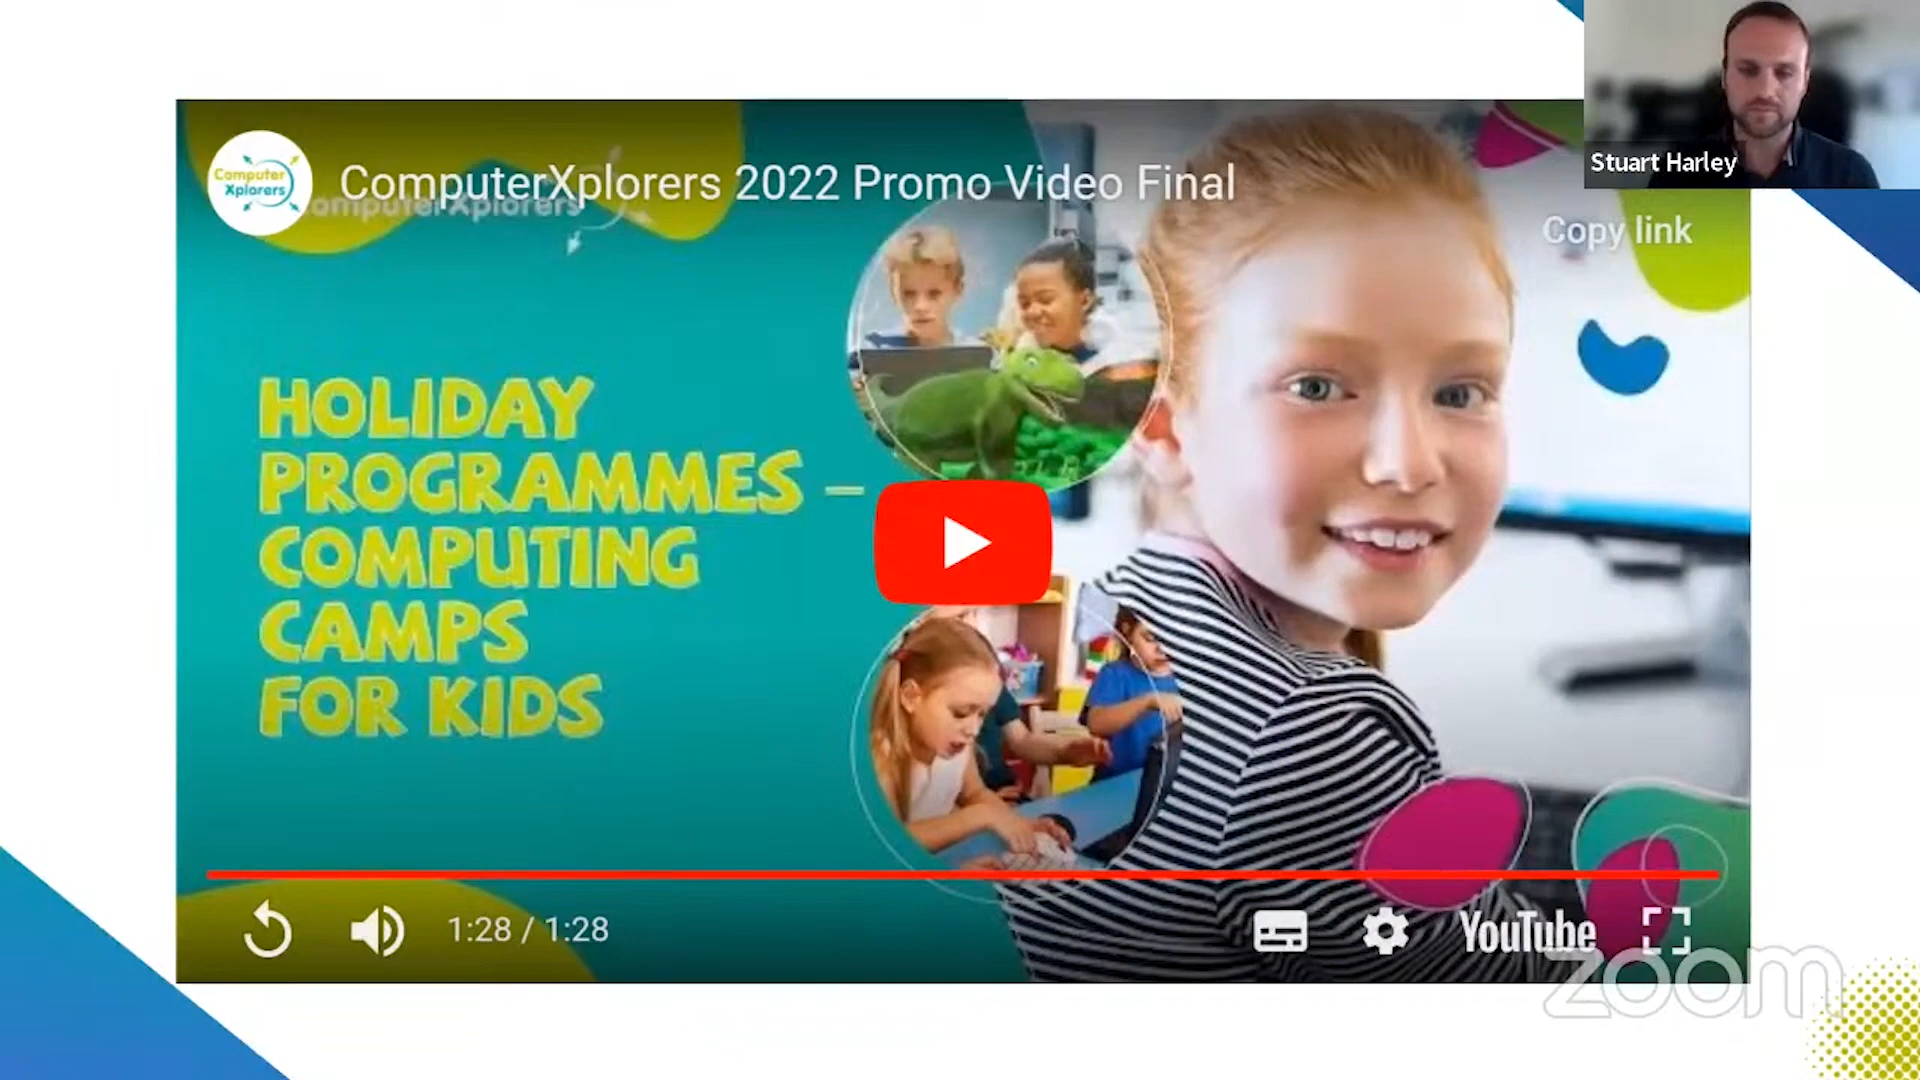 Stuart Harley
Computer
Xplorers
ComputerXplorers 2022 Promo Video Final
ComputerXplorers
Copy link
HOLIDAY
PROGRAMMES –
COMPUTING
CAMPS
FOR KIDS
1:28 / 1:28
YouTube
zoom